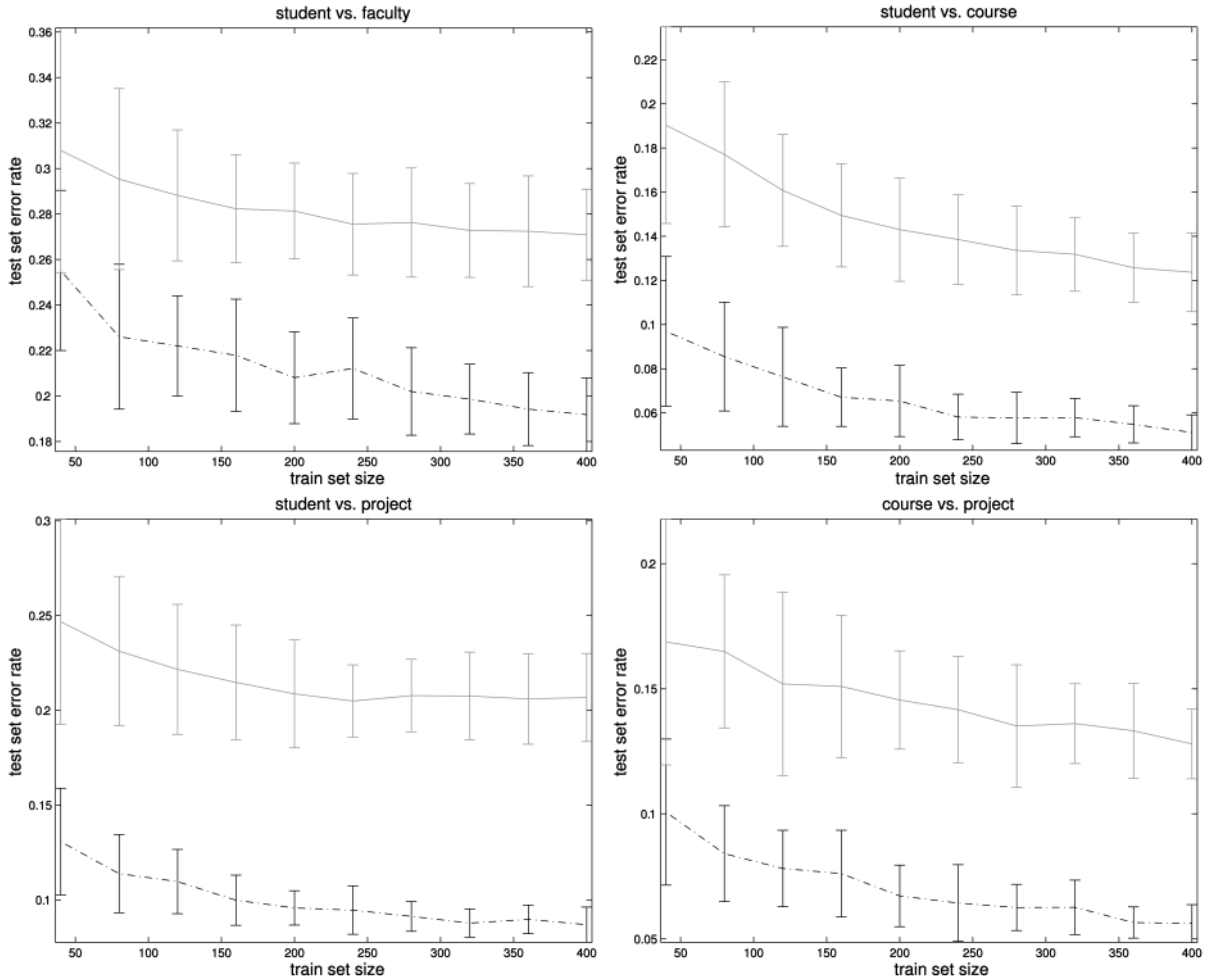 student vs. faculty
0.36
0.34
0.32
0.3
0.28
0.26
0.24
0.22
0.2
0.18
test set error rate
50 100 150 200 250 300 350 400
train set size
student vs. course
0.22
0.2
0.18
0.16
0.14
0.12
0.1
0.08
0.06
test set error rate
50 100 150 200 250 300 350 400
train set size
student vs. project
0.3
0.25
0.2
0.15
0.1
test set error rate
50 100 150 200 250 300 350 400
train set size
course vs. project
0.2
0.15
0.1
0.05
test set error rate
50 100 150 200 250 300 350 400
train set size